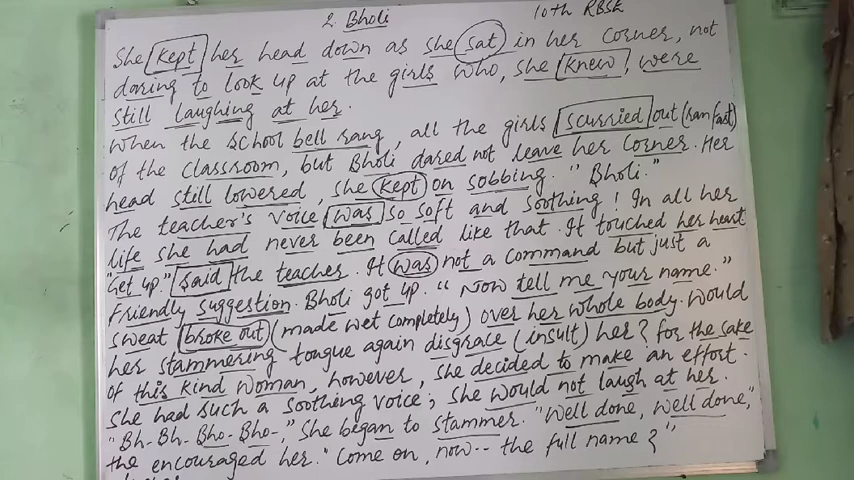 2. Bholi 10th RBSE
She kept her head down as she sat in her corner, not
daring to look up at the girls who, she knew, were
still laughing at her.
When the school bell rang, all the girls scurried out (ran fast)
of the classroom, but Bholi dared not leave her corner. Her
head still lowered, she kept on sobbing. "Bholi."
The teacher's voice was so soft and soothing! In all her
life she had never been called like that. It touched her heart
"Get up." said the teacher. It was not a command but just a
friendly suggestion. Bholi got up. "Now tell me your name."
sweat broke out (made wet completely) over her whole body. Would
her stammering tongue again disgrace (insult) her? for the sake
of this kind woman, however, she decided to make an effort.
She had such a soothing voice; she would not laugh at her.
"Bh- Bh- Bho- Bho-," She began to stammer. "Well done, well done,"
the encouraged her. "Come on, now-- the full name?"